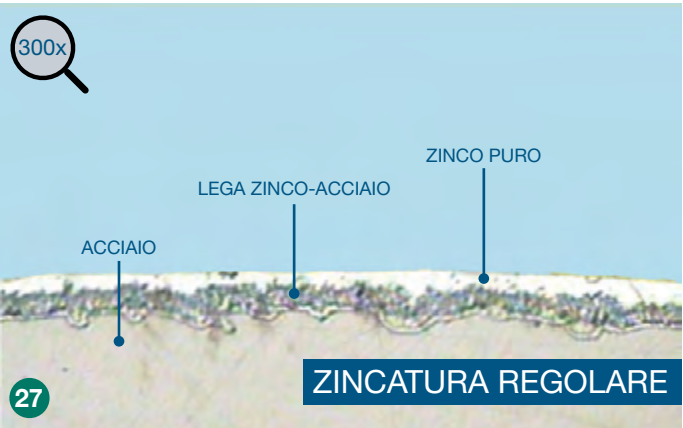 300x
ZINCO PURO
LEGA ZINCO-ACCIAIO
ACCIAIO
ZINCATURA REGOLARE
27